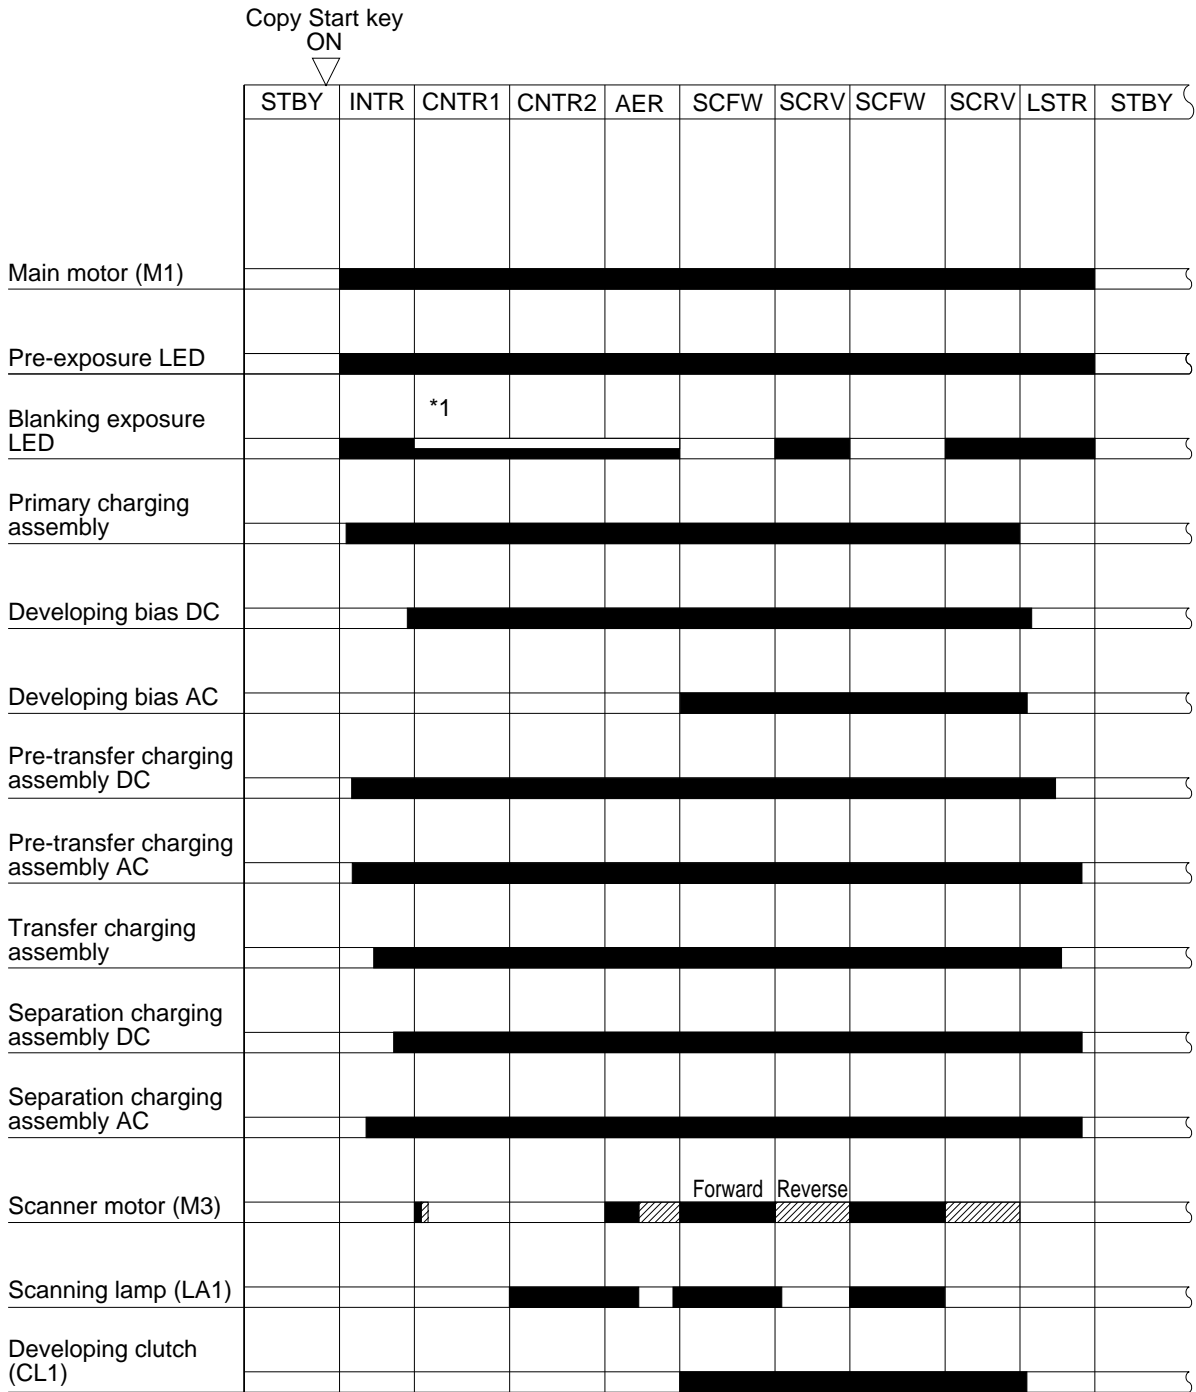 Copy Start key
ON
STBY INTR CNTR1 CNTR2 AER SCFW SCRV SCFW SCRV LSTR STBY
Main motor (M1)
Pre-exposure LED
*1
Blanking exposure
LED
Primary charging
assembly
Developing bias DC
Developing bias AC
Pre-transfer charging
assembly DC
Pre-transfer charging
assembly AC
Transfer charging
assembly
Separation charging
assembly DC
Separation charging
assembly AC
Forward Reverse
Scanner motor (M3)
Scanning lamp (LA1)
Developing clutch
(CL1)